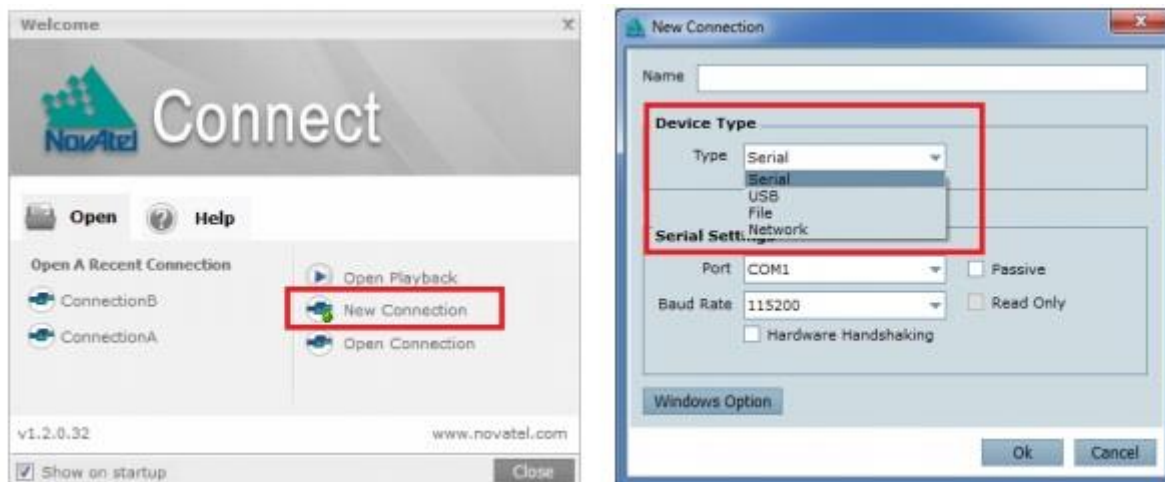 Welcome
NovAtel
Connect
Open
Help
Open A Recent Connection
ConnectionB
ConnectionA
Open Playback
New Connection
Open Connection
v1.2.0.32
www.novatel.com
Show on startup
Close
New Connection
Name
Device Type
Type Serial
Serial
USB
File
Network
Serial Settings
Port COM1
Passive
Baud Rate 115200
Read Only
Hardware Handshaking
Windows Option
Ok
Cancel